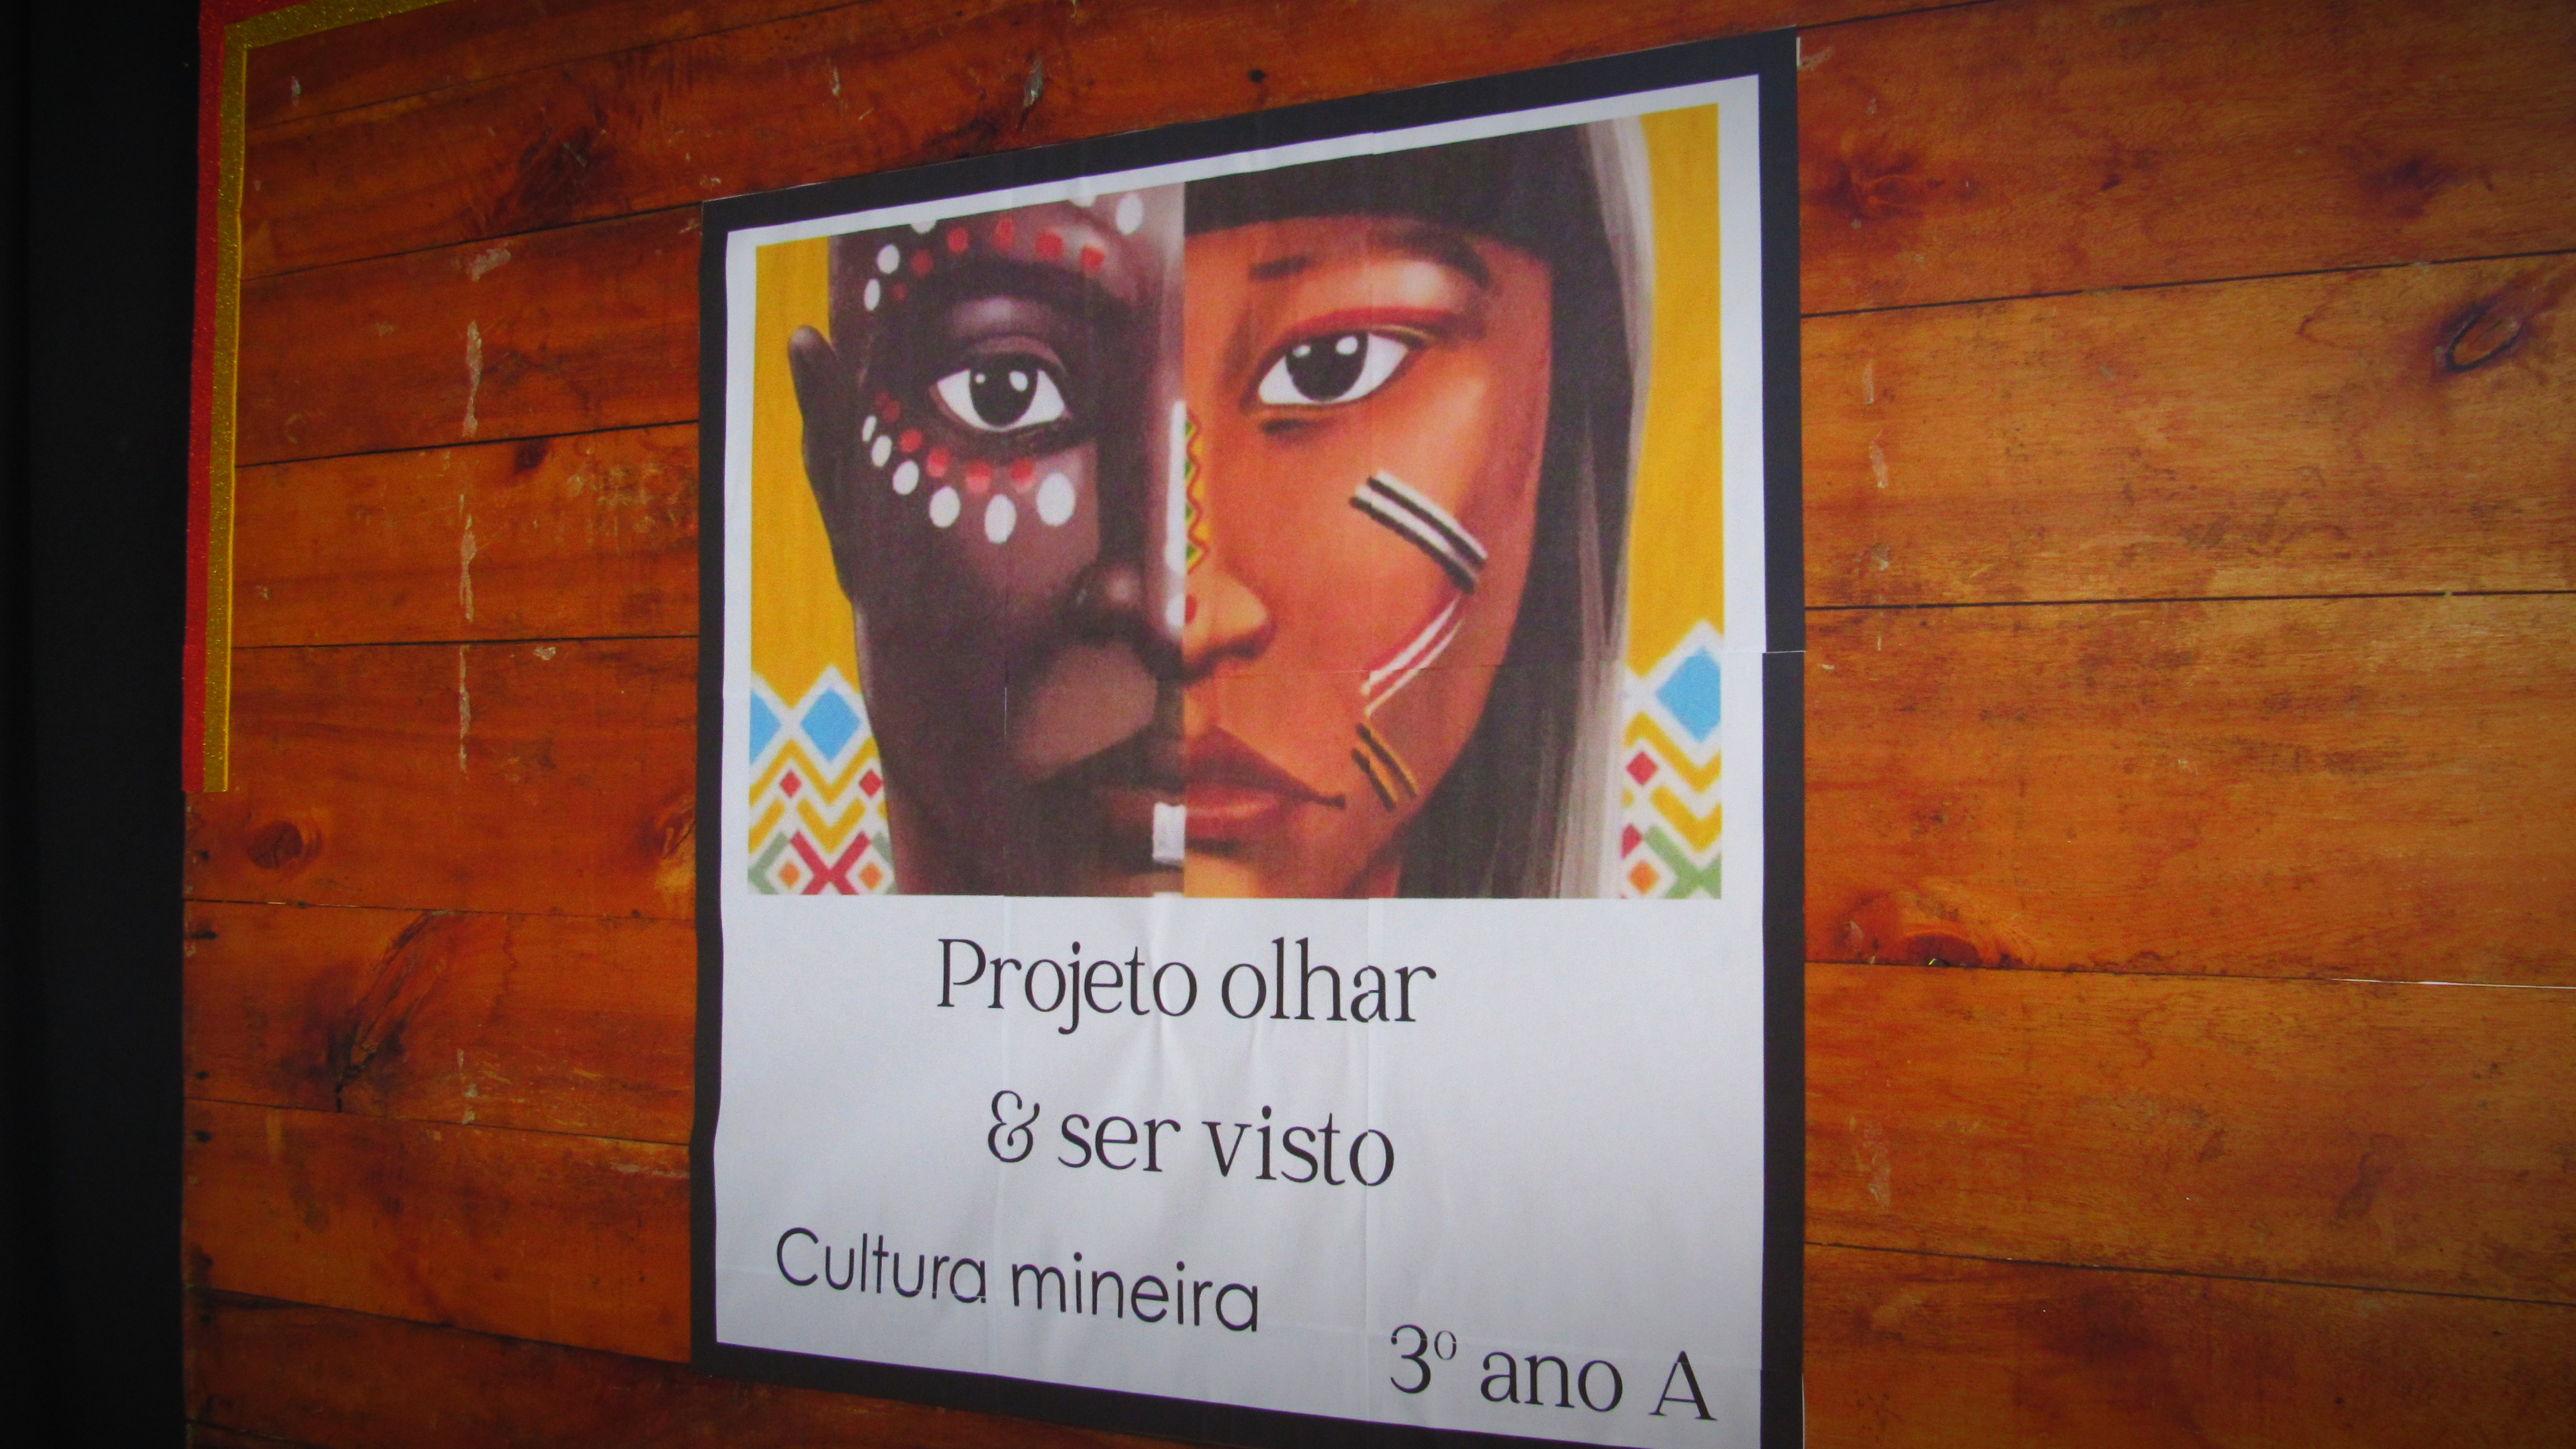 Projeto olhar
& ser visto
Cultura mineira
3º ano A